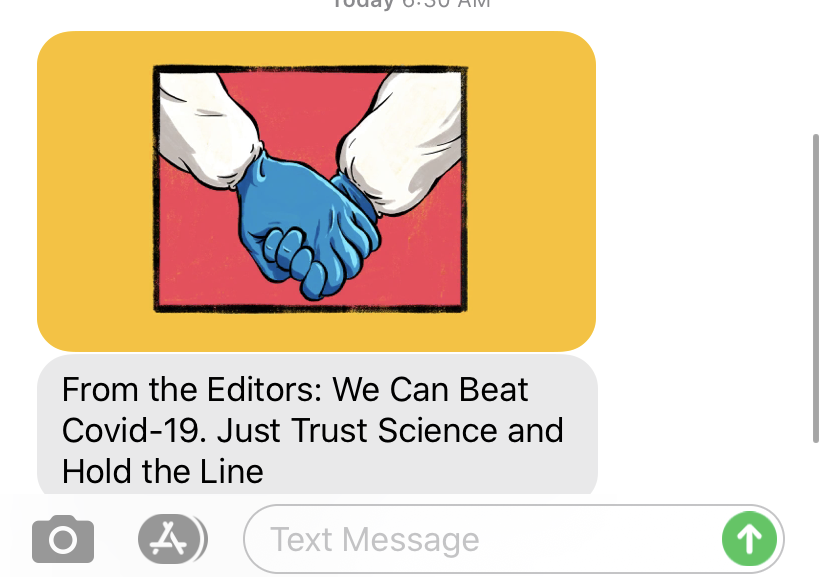 Today 6:30 AM
From the Editors: We Can Beat
Covid-19. Just Trust Science and
Hold the Line
Text Message